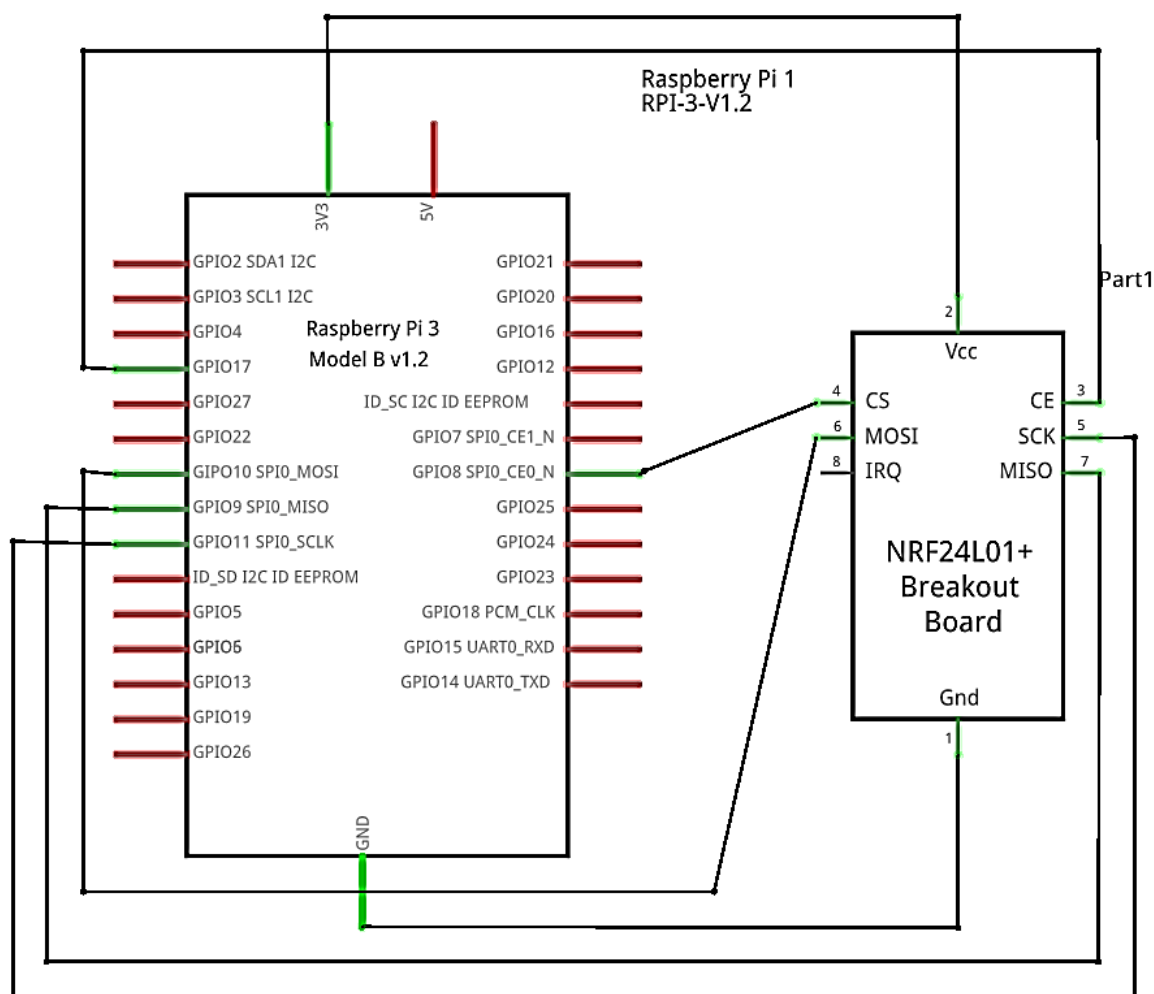 Raspberry Pi 1
RPI-3-V1.2
3V3
5V
GPIO2 SDA1 I2C
GPIO3 SCL1 I2C
GPIO4
GPIO17
GPIO27
GPIO22
GIPO10 SPI0_MOSI
GPIO9 SPI0_MISO
GPIO11 SPI0_SCLK
ID_SD I2C ID EEPROM
GPIO5
GPIO6
GPIO13
GPIO19
GPIO26
Raspberry Pi 3
Model B v1.2
GPIO21
GPIO20
GPIO16
GPIO12
ID_SC I2C ID EEPROM
GPIO7 SPI0_CE1_N
GPIO8 SPI0_CE0_N
GPIO25
GPIO24
GPIO23
GPIO18 PCM_CLK
GPIO15 UART0_RXD
GPIO14 UART0_TXD
GND
Part1
2
Vcc
4
CS
6
MOSI
8
IRQ
CE
3
SCK
5
MISO
7
NRF24L01+
Breakout
Board
Gnd
1